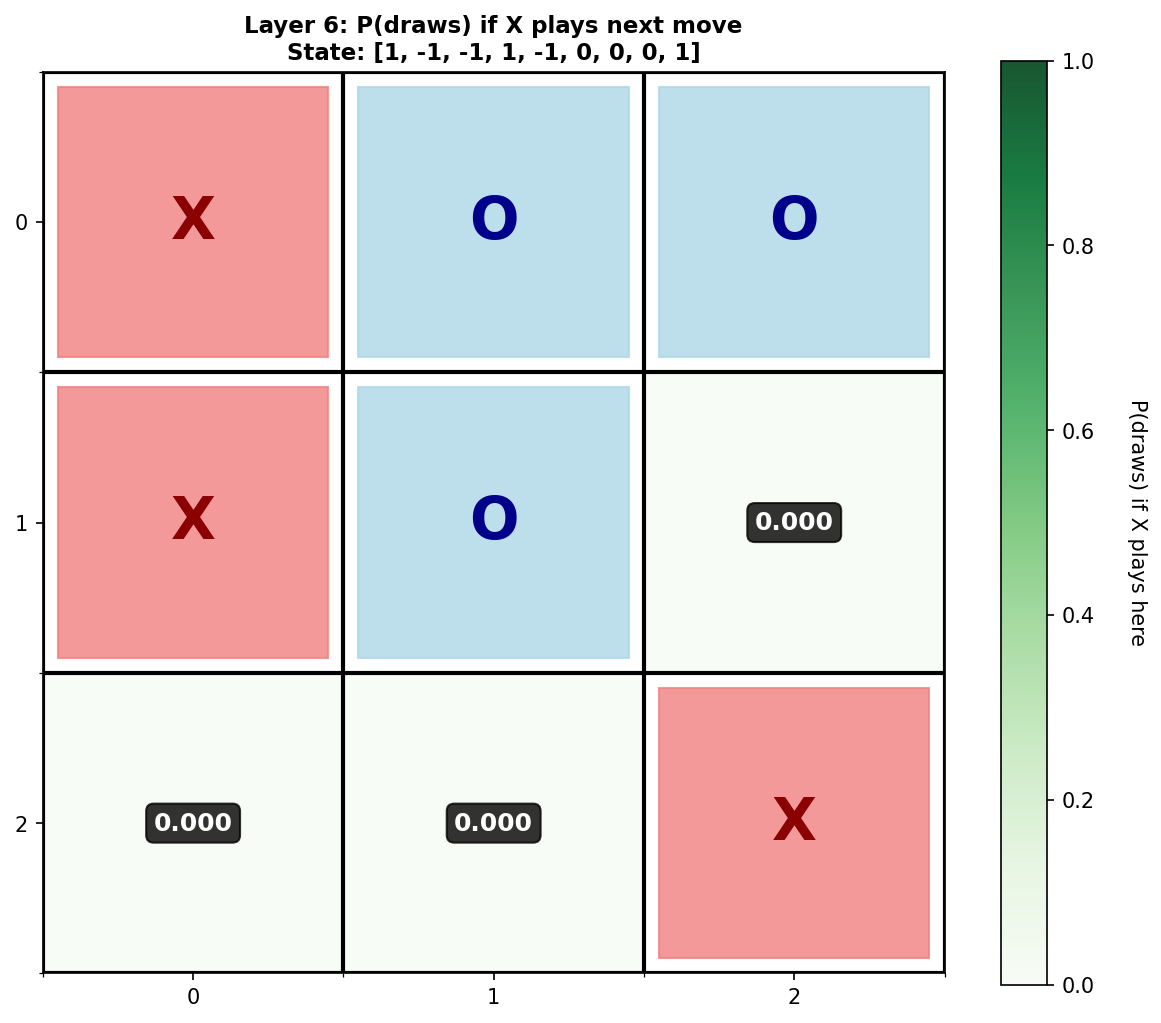 Layer 6: P(draws) if X plays next move
State: [1, -1, -1, 1, -1, 0, 0, 0, 1]
0
X
O
O
1
X
O
0.000
2
0.000
0.000
X
0
1
2
1.0
0.8
0.6
0.4
0.2
0.0
P(draws) if X plays here